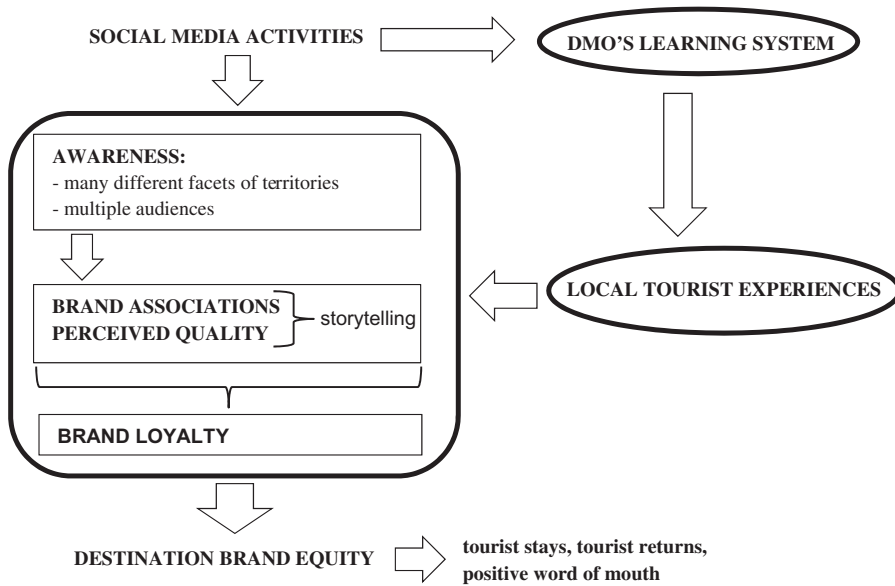 SOCIAL MEDIA ACTIVITIES
DMO'S LEARNING SYSTEM
AWARENESS:
- many different facets of territories
- multiple audiences
BRAND ASSOCIATIONS
PERCEIVED QUALITY
storytelling
LOCAL TOURIST EXPERIENCES
BRAND LOYALTY
DESTINATION BRAND EQUITY
tourist stays, tourist returns,
positive word of mouth